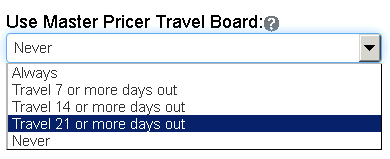 Use Master Pricer Travel Board:?
Never
Always
Travel 7 or more days out
Travel 14 or more days out
Travel 21 or more days out
Never